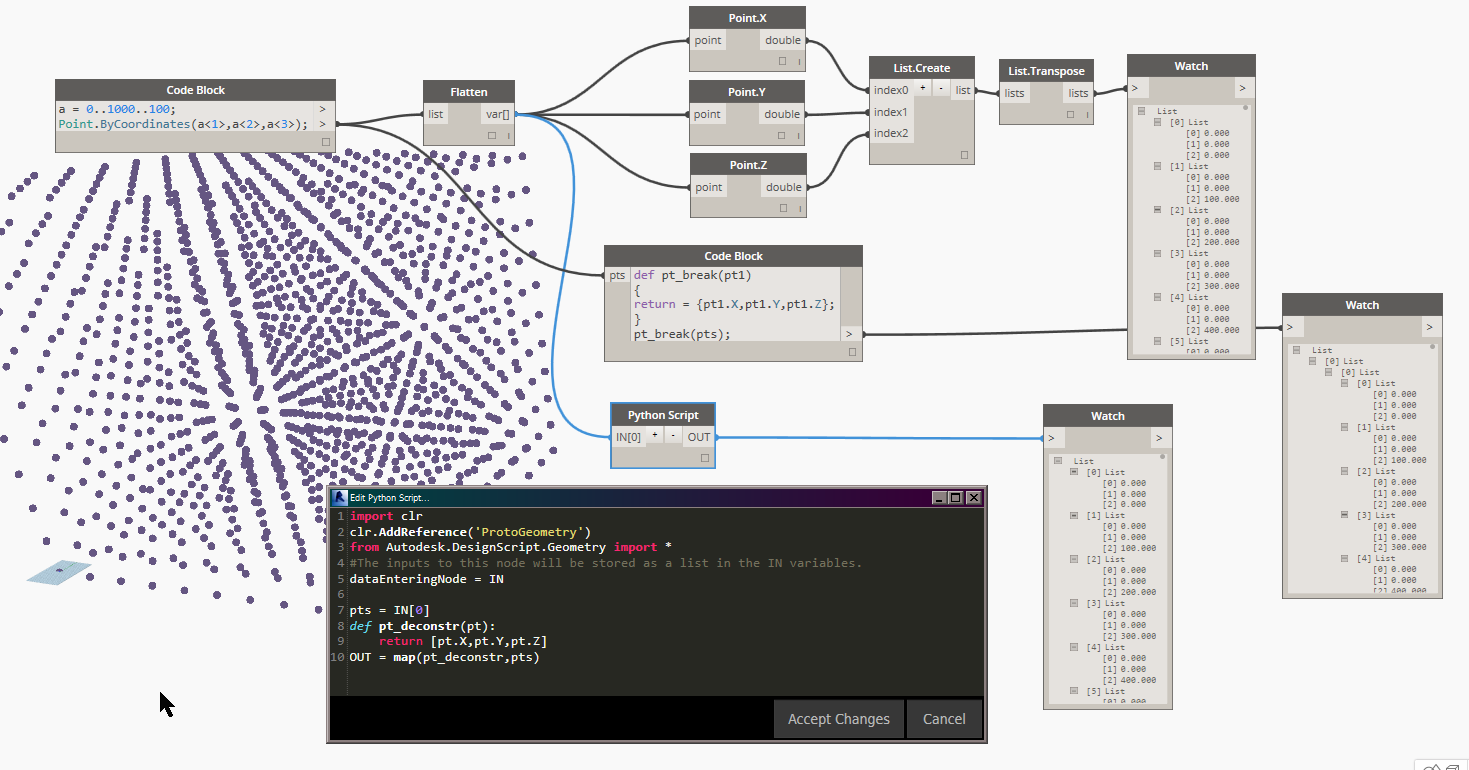 Code Block
a = 0..1000..100;
>
Point.ByCoordinates(a<1>,a<2>,a<3>);
>
Flatten
list
var[]
Point.X
point
double
Point.Y
point
double
Point.Z
point
double
List.Create
index0
+
-
list
index1
index2
List.Transpose
lists
lists
Watch
>
>
List
[0] List
[0] 0.000
[1] 0.000
[2] 0.000
[1] List
[0] 0.000
[1] 0.000
[2] 100.000
[2] List
[0] 0.000
[1] 0.000
[2] 200.000
[3] List
[0] 0.000
[1] 0.000
[2] 300.000
[4] List
[0] 0.000
[1] 0.000
[2] 400.000
[5] List
[0] 0.000
Code Block
pts
def pt_break(pt1)
{
return = {pt1.X,pt1.Y,pt1.Z};
}
pt_break(pts);
>
Watch
>
>
List
[0] List
[0] List
[0] List
[0] 0.000
[1] 0.000
[2] 0.000
[1] List
[0] 0.000
[1] 0.000
[2] 100.000
[2] List
[0] 0.000
[1] 0.000
[2] 200.000
[3] List
[0] 0.000
[1] 0.000
[2] 300.000
[4] List
[0] 0.000
[1] 0.000
[2] 400.000
Python Script
IN[0]
+
-
OUT
Watch
>
>
List
[0] List
[0] 0.000
[1] 0.000
[2] 0.000
[1] List
[0] 0.000
[1] 0.000
[2] 100.000
[2] List
[0] 0.000
[1] 0.000
[2] 200.000
[3] List
[0] 0.000
[1] 0.000
[2] 300.000
[4] List
[0] 0.000
[1] 0.000
[2] 400.000
[5] List
[0] 0.000
R Edit Python Script...
1 import clr
2 clr.AddReference('ProtoGeometry')
3 from Autodesk.DesignScript.Geometry import *
4 #The inputs to this node will be stored as a list in the IN variables.
5 dataEnteringNode = IN
6
7 pts = IN[0]
8 def pt_deconstr(pt):
9 return [pt.X,pt.Y,pt.Z]
10 OUT = map(pt_deconstr,pts)
Accept Changes
Cancel